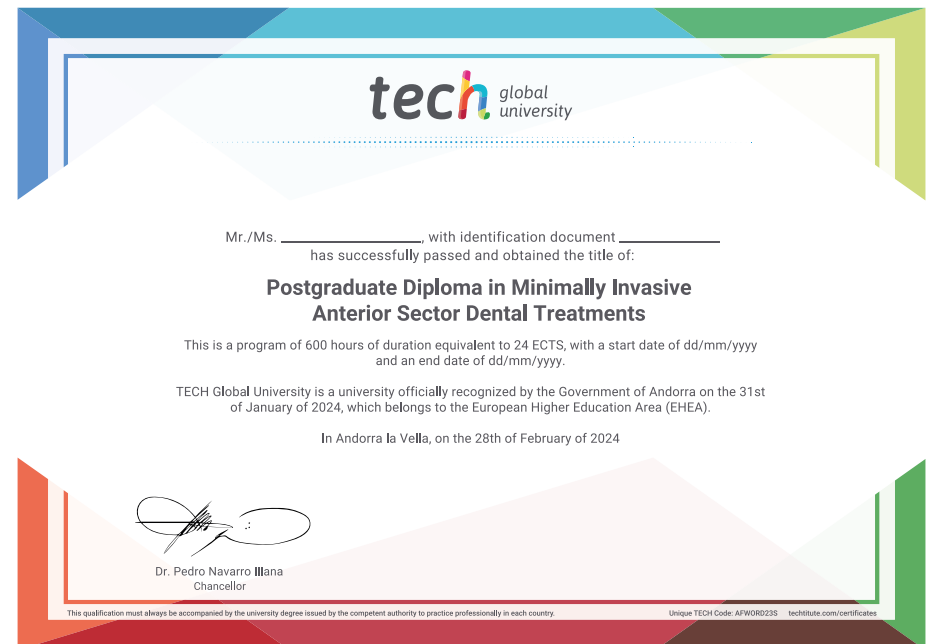 tech global university
Mr./Ms. ____________________, with identification document ______________
has successfully passed and obtained the title of:
Postgraduate Diploma in Minimally Invasive
Anterior Sector Dental Treatments
This is a program of 600 hours of duration equivalent to 24 ECTS, with a start date of dd/mm/yyyy
and an end date of dd/mm/yyyy.
TECH Global University is a university officially recognized by the Government of Andorra on the 31st
of January of 2024, which belongs to the European Higher Education Area (EHEA).
In Andorra la Vella, on the 28th of February of 2024
Dr. Pedro Navarro Illana
Chancellor
This qualification must always be accompanied by the university degree issued by the competent authority to practice professionally in each country. Unique TECH Code: AFWORD23S techtitute.com/certificates